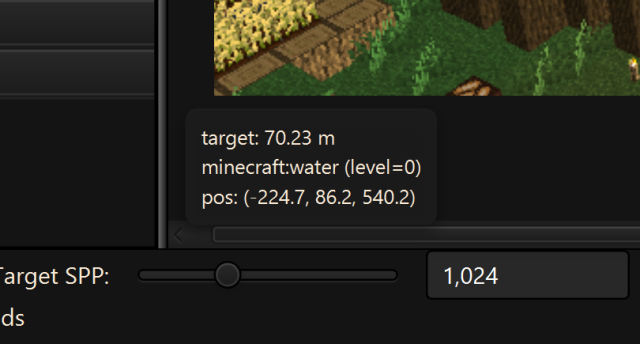 target: 70.23 m
minecraft:water (level=0)
pos: (-224.7, 86.2, 540.2)
Target SPP: 1,024
ds